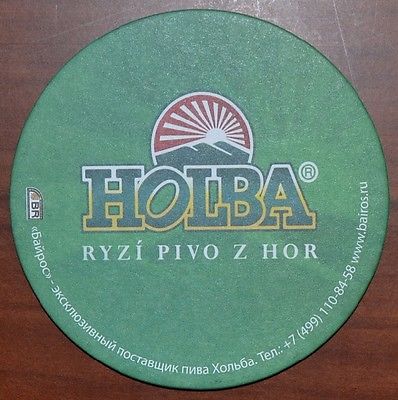 HOLBA®
RYZÍ PIVO Z HOR
BR
«Байрос» - эксклюзивный поставщик пива Хольба. Тел.: +7 (499) 110-84-58 www.bairos.ru